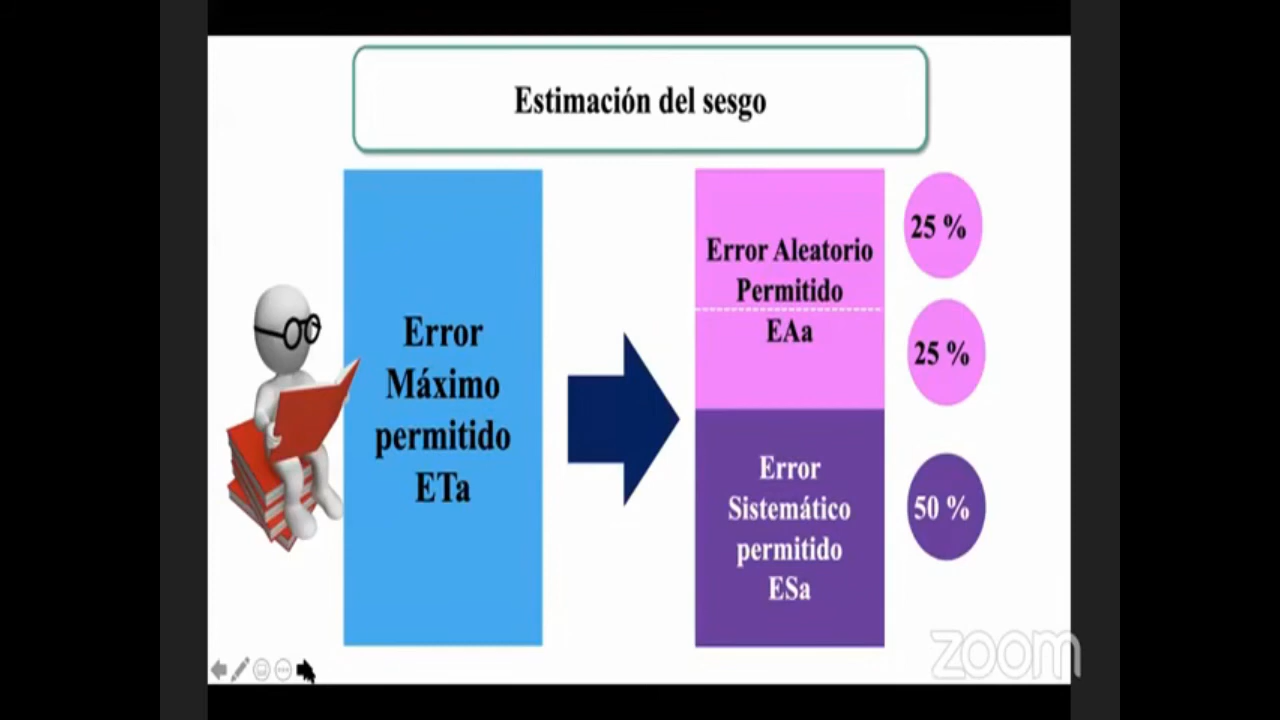 Estimación del sesgo
Error
Máximo
permitido
ETa
Error Aleatorio
Permitido
EAa
Error
Sistemático
permitido
ESa
25 %
25 %
50 %
zoom